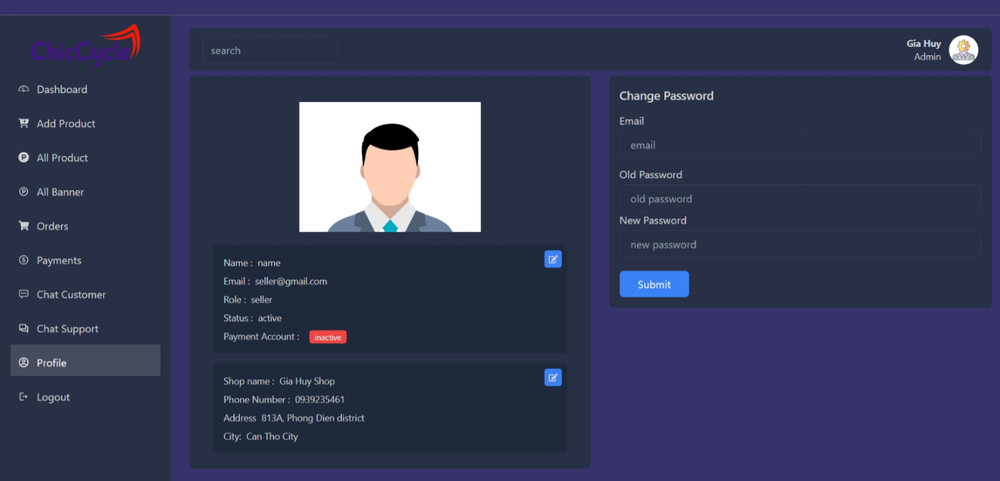 ChicCycle
Dashboard
Add Product
All Product
All Banner
Orders
Payments
Chat Customer
Chat Support
Profile
Logout
search
Gia Huy
Admin
Name : name
Email : seller@gmail.com
Role : seller
Status : active
Payment Account : inactive
Shop name : Gia Huy Shop
Phone Number : 0939235461
Address 813A, Phong Dien district
City: Can Tho City
Change Password
Email
email
Old Password
old password
New Password
new password
Submit